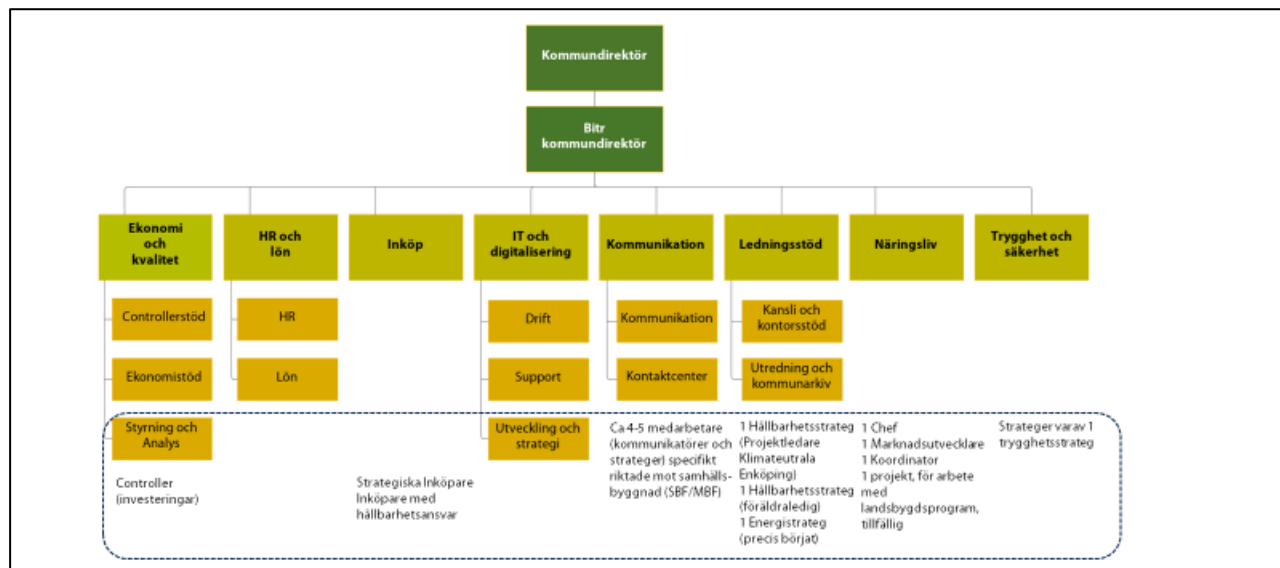 Kommundirektör
Bitr
kommundirektör
Ekonomi
och
kvalitet
HR och
lön
Inköp
IT och
digitalisering
Kommunikation
Ledningsstöd
Näringsliv
Trygghet och
säkerhet
Controllerstöd
HR
Drift
Kommunikation
Kansli och
kontorsstöd
Ekonomistöd
Lön
Support
Kontaktcenter
Utredning och
kommunarkiv
Styrning och
Analys
Utveckling och
strategi
Controller
(investeringar)
Strategiska Inköpare
Inköpare med
hållbarhetsansvar
Ca 4-5 medarbetare
(kommunikatörer och
strateger) specifikt
riktade mot samhälls-
byggnad (SBF/MBF)
1 Hållbarhetsstrateg
(Projektledare
Klimateutrala
Enköping)
1 Hållbarhetsstrateg
(föräldraledig)
1 Energistrateg
(precis börjat)
1 Chef
1 Marknadsutvecklare
1 Koordinator
1 projekt, för arbete
med
landsbygdsprogram,
tillfällig
Strateger varav 1
trygghetsstrateg